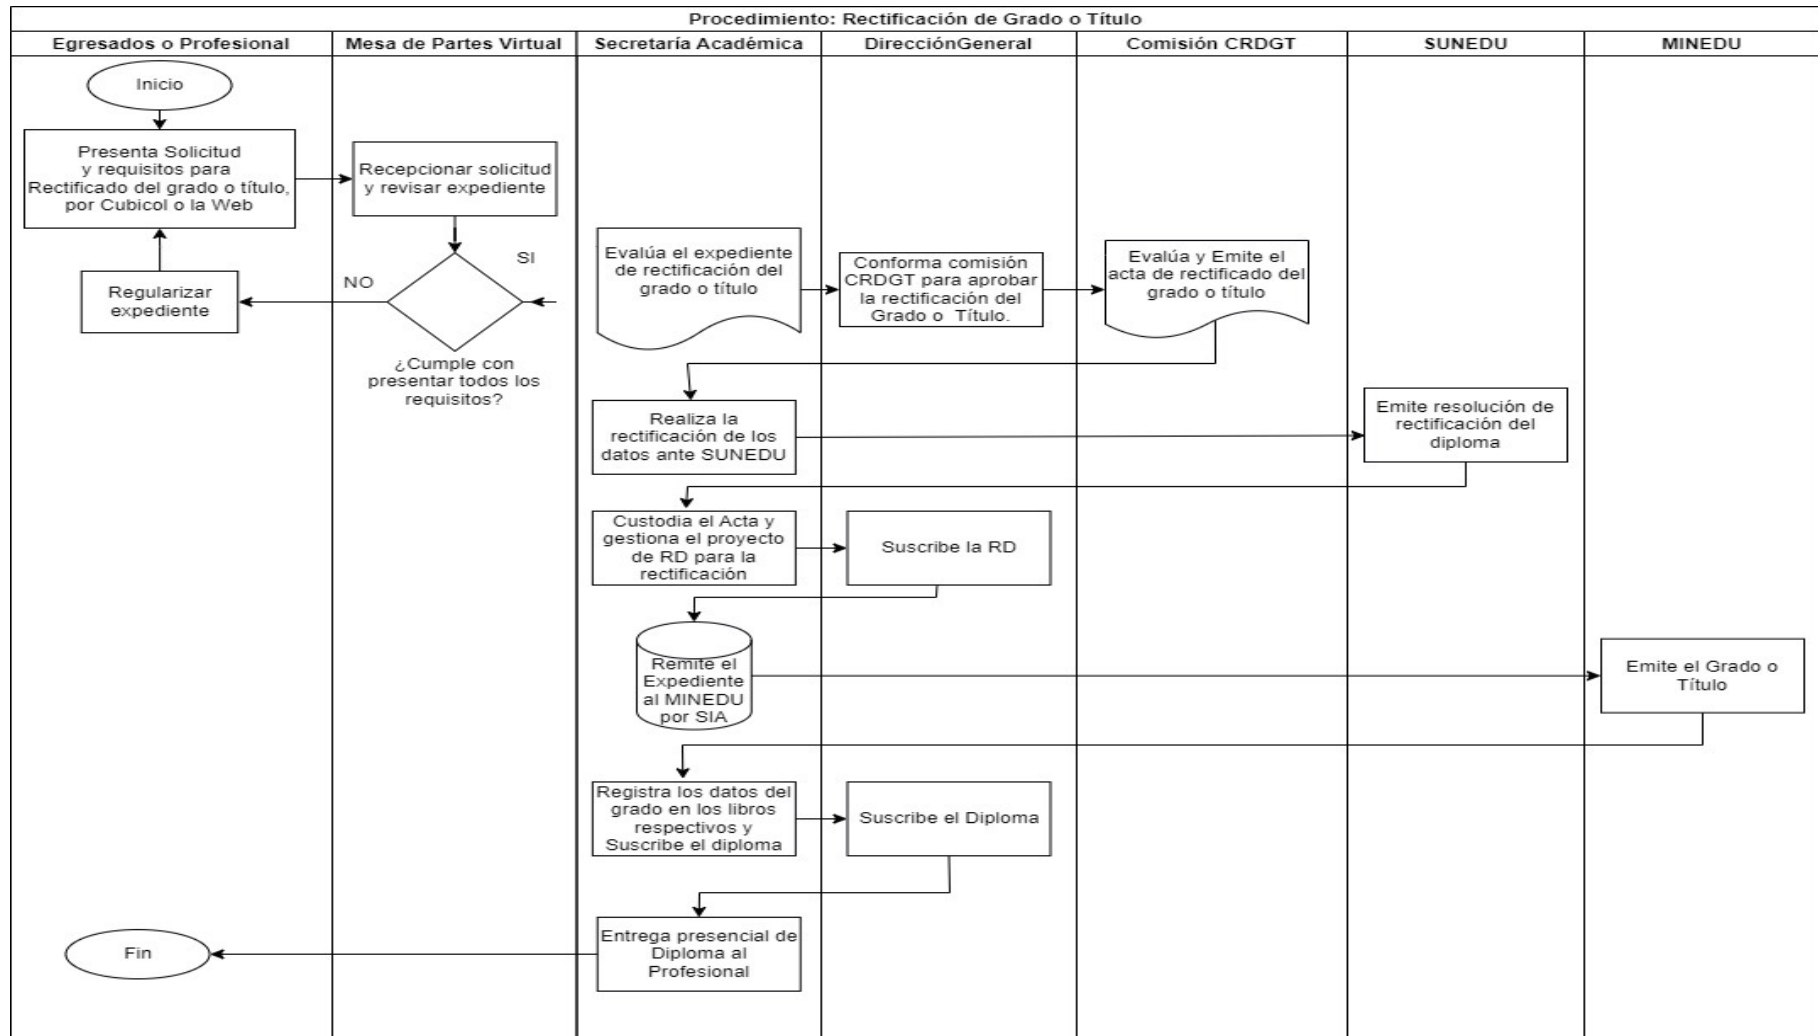 Procedimiento: Rectificación de Grado o Título
Egresados o Profesional
Mesa de Partes Virtual
Secretaría Académica
DirecciónGeneral
Comisión CRDGT
SUNEDU
MINEDU
Inicio
Presenta Solicitud
y requisitos para
Rectificado del grado o título,
por Cubicol o la Web
Recepcionar solicitud
y revisar expediente
SI
NO
Regularizar
expediente
¿Cumple con
presentar todos los
requisitos?
Evalúa el expediente
de rectificación del
grado o título
Conforma comisión
CRDGT para aprobar
la rectificación del
Grado o Título.
Evalúa y Emite el
acta de rectificado del
grado o título
Realiza la
rectificación de los
datos ante SUNEDU
Emite resolución de
rectificación del
diploma
Custodia el Acta y
gestiona el proyecto
de RD para la
rectificación
Suscribe la RD
Remite el
Expediente
al MINEDU
por SIA
Emite el Grado o
Título
Registra los datos del
grado en los libros
respectivos y
Suscribe el diploma
Suscribe el Diploma
Entrega presencial de
Diploma al
Profesional
Fin